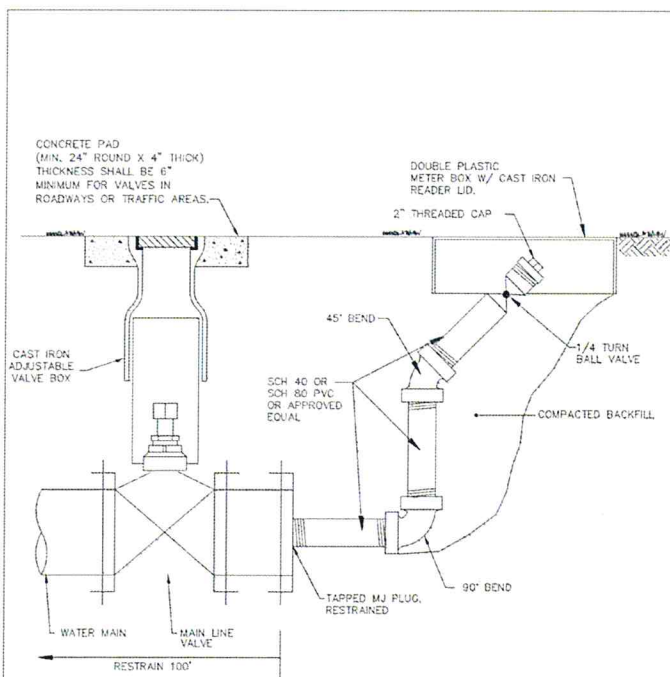 CONCRETE PAD
(MIN. 24" ROUND X 4" THICK)
THICKNESS SHALL BE 6"
MINIMUM FOR VALVES IN
ROADWAYS OR TRAFFIC AREAS.
DOUBLE PLASTIC
METER BOX W/ CAST IRON
READER LID.
2" THREADED CAP
45° BEND
1/4 TURN
BALL VALVE
CAST IRON
ADJUSTABLE
VALVE BOX
SCH 40 OR
SCH 80 PVC
OR APPROVED
EQUAL
COMPACTED BACKFILL
90° BEND
TAPPED MJ PLUG,
RESTRAINED
WATER MAIN
MAIN LINE
VALVE
RESTRAIN 100'